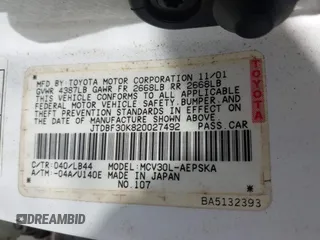 MFD BY:TOYOTA MOTOR CORPORATION 11/01
GVWR 4387LB GAWR FR 2668LB RR 2668LB
THIS VEHICLE CONFORMS TO ALL APPLICABLE
FEDERAL MOTOR VEHICLE SAFETY,BUMPER,AND
THEFT PREVENTION STANDARDS IN EFFECT ON
THE DATE OF MANUFACTURE SHOWN ABOVE.
JTDBF30K820027492 PASS.CAR
TOYOTA
C/TR: 040/LB44 MODEL: MCV30L-AEPSKA
A/TM: -04A/U140E MADE IN JAPAN
NO.107
BA5132393
DREAMBID